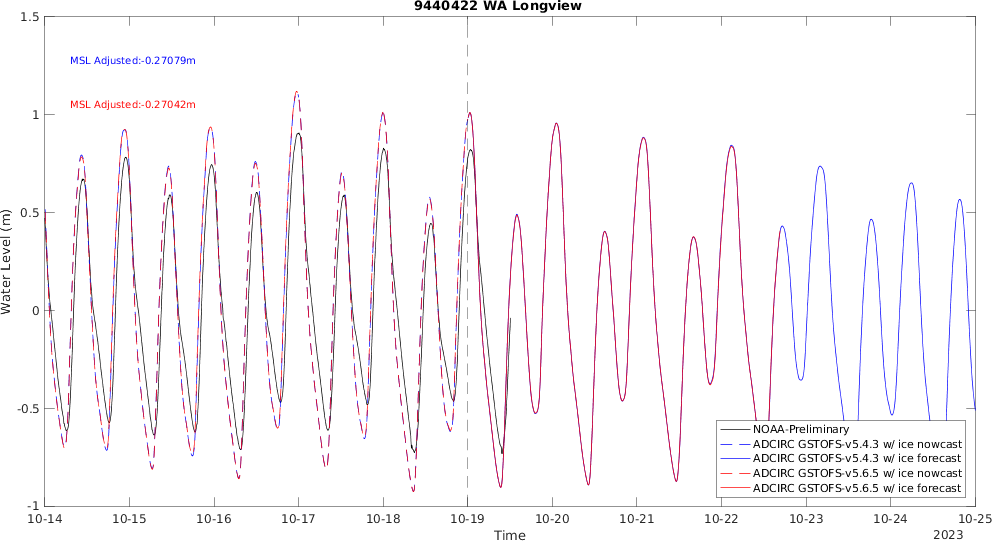 9440422 WA Longview
1.5
1
0.5
0
-0.5
-1
Water Level (m)
MSL Adjusted:-0.27079m
MSL Adjusted:-0.27042m
NOAA-Preliminary
ADCIRC GSTOFS-v5.4.3 w/ ice nowcast
ADCIRC GSTOFS-v5.4.3 w/ ice forecast
ADCIRC GSTOFS-v5.6.5 w/ ice nowcast
ADCIRC GSTOFS-v5.6.5 w/ ice forecast
10-14 10-15 10-16 10-17 10-18 10-19 10-20 10-21 10-22 10-23 10-24 10-25
Time
2023